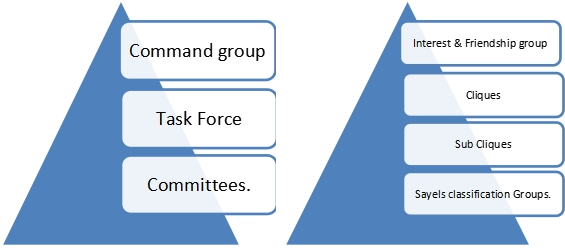 Command group
Task Force
Committees.
Interest & Friendship group
Cliques
Sub Cliques
Sayels classification Groups.